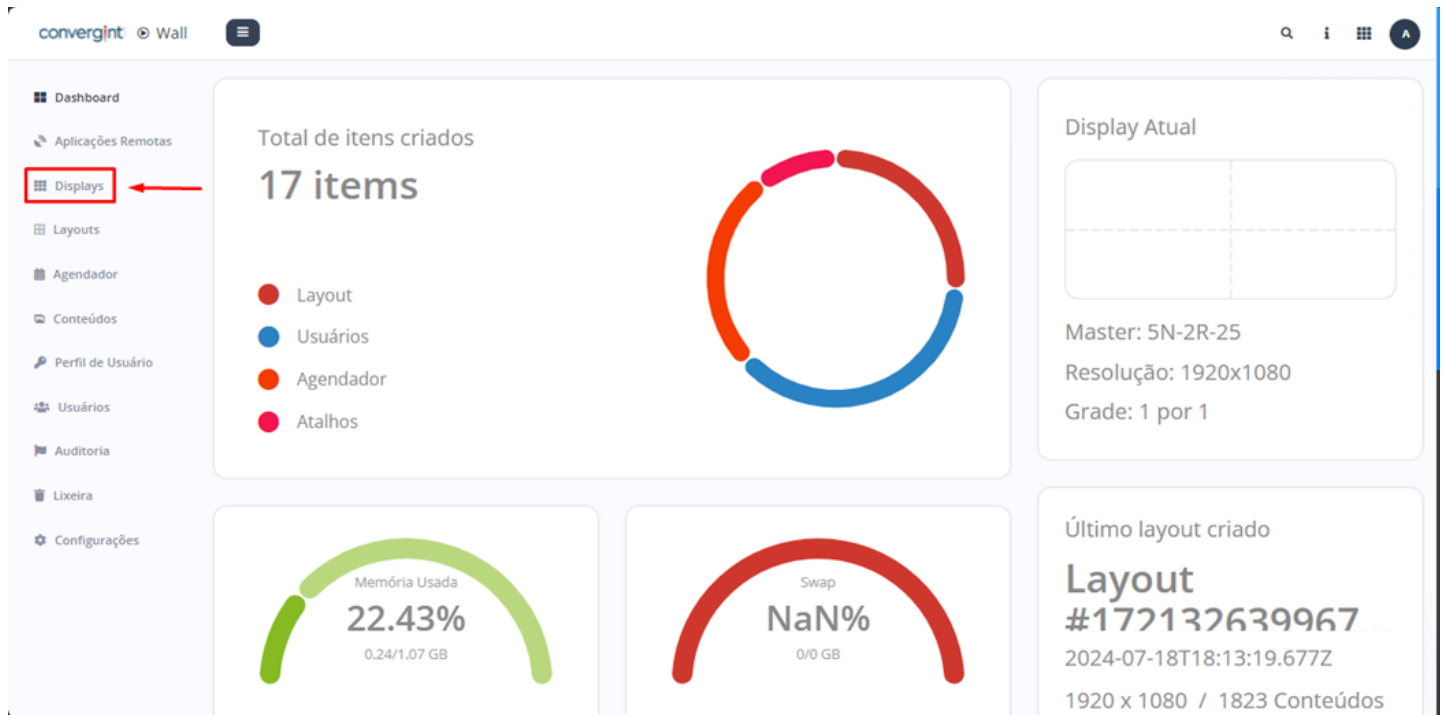 convergint Wall
A
Dashboard
Aplicações Remotas
Displays
Layouts
Agendador
Conteúdos
Perfil de Usuário
Usuários
Auditoria
Lixeira
Configurações
Total de itens criados
17 items
Layout
Usuários
Agendador
Atalhos
Display Atual
Master: 5N-2R-25
Resolução: 1920x1080
Grade: 1 por 1
Memória Usada
22.43%
0.24/1.07 GB
Swap
NaN%
0/0 GB
Último layout criado
Layout
#172132639967...
2024-07-18T18:13:19.677Z
1920 x 1080 / 1823 Conteúdos